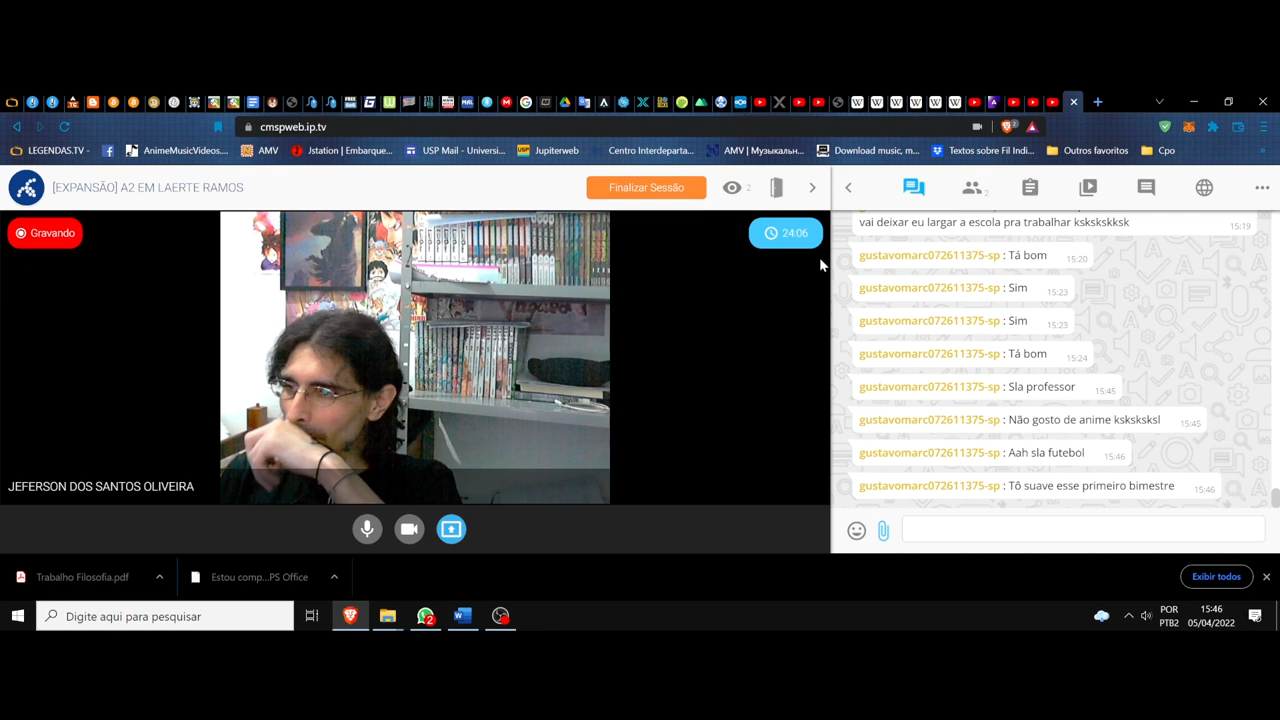 cmspweb.ip.tv
2
LEGENDAS.TV -
AnimeMusicVideos....
AMV
Jstation | Embarque...
USP Mail - Universi...
Jupiterweb
Centro Interdeparta...
AMV | Музыкальн...
Download music, m...
Textos sobre Fil Indi...
Outros favoritos
Cpo
[EXPANSÃO] A2 EM LAERTE RAMOS
Finalizar Sessão
2
2
Gravando
24:06
JEFERSON DOS SANTOS OLIVEIRA
vai deixar eu largar a escola pra trabalhar ksksksksksk
15:19
gustavomarc072611375-sp : Tá bom
15:20
gustavomarc072611375-sp : Sim
15:23
gustavomarc072611375-sp : Sim
15:23
gustavomarc072611375-sp : Tá bom
15:24
gustavomarc072611375-sp : Sla professor
15:45
gustavomarc072611375-sp : Não gosto de anime ksksksksl
15:45
gustavomarc072611375-sp : Aah sla futebol
15:46
gustavomarc072611375-sp : Tô suave esse primeiro bimestre
15:46
Trabalho Filosofia.pdf
Estou comp...PS Office
Exibir todos
Digite aqui para pesquisar
2
POR
PTB2
15:46
05/04/2022